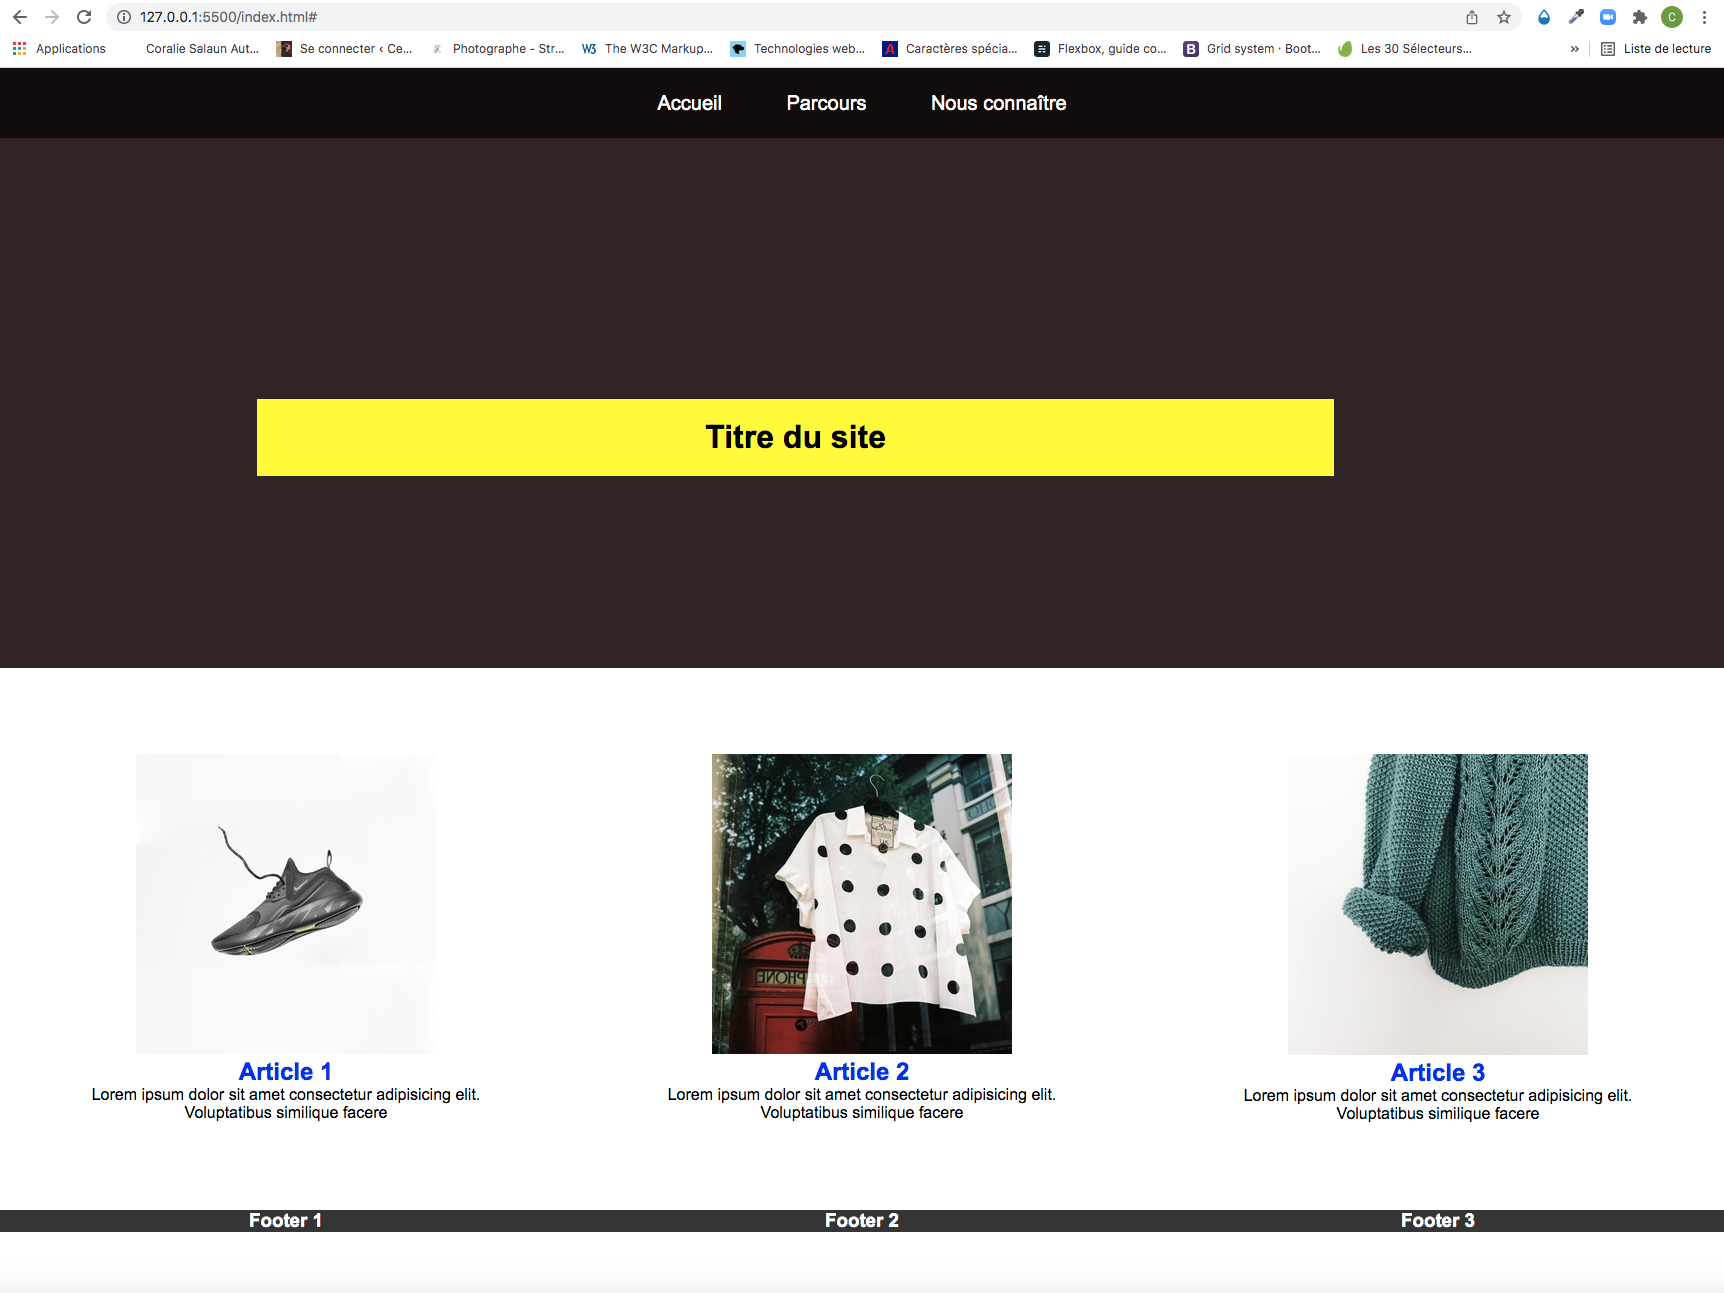 127.0.0.1:5500/index.html#
Applications
Coralie Salaun Aut...
Se connecter ‹ Ce...
Photographe - Str...
W3 The W3C Markup...
Technologies web...
A Caractères spécia...
Flexbox, guide co...
B Grid system · Boot...
Les 30 Sélecteurs...
»
Liste de lecture
C
Accueil Parcours Nous connaître
Titre du site
PHONE
Article 1
Lorem ipsum dolor sit amet consectetur adipisicing elit.
Voluptatibus similique facere
Article 2
Lorem ipsum dolor sit amet consectetur adipisicing elit.
Voluptatibus similique facere
Article 3
Lorem ipsum dolor sit amet consectetur adipisicing elit.
Voluptatibus similique facere
Footer 1 Footer 2 Footer 3